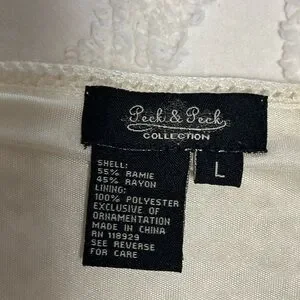 Peck & Peck
COLLECTION
L
SHELL:
55% RAMIE
45% RAYON
LINING:
100% POLYESTER
EXCLUSIVE OF
ORNAMENTATION
MADE IN CHINA
RN 118929
SEE REVERSE
FOR CARE